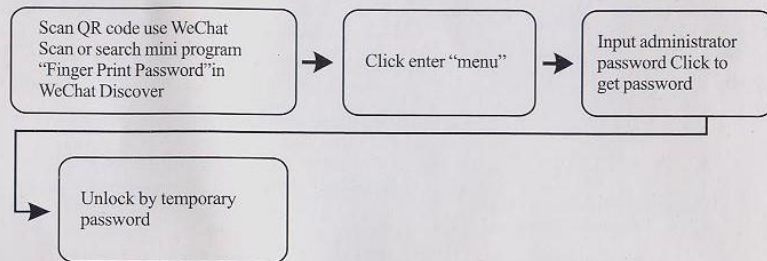 Scan QR code use WeChat
Scan or search mini program
“Finger Print Password”in
WeChat Discover
Click enter “menu”
Input administrator
password Click to
get password
Unlock by temporary
password